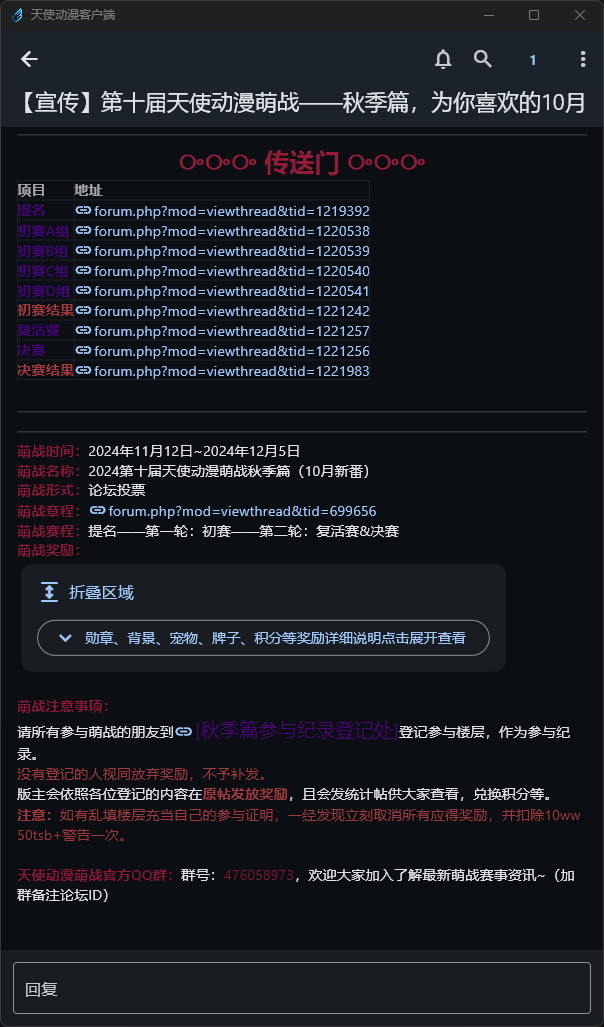 天使动漫客户端
1
【宣传】第十届天使动漫萌战——秋季篇，为你喜欢的10月
传送门
项目 地址
提名 forum.php?mod=viewthread&tid=1219392
初赛A组 forum.php?mod=viewthread&tid=1220538
初赛B组 forum.php?mod=viewthread&tid=1220539
初赛C组 forum.php?mod=viewthread&tid=1220540
初赛D组 forum.php?mod=viewthread&tid=1220541
初赛结果 forum.php?mod=viewthread&tid=1221242
复活赛 forum.php?mod=viewthread&tid=1221257
决赛 forum.php?mod=viewthread&tid=1221256
决赛结果 forum.php?mod=viewthread&tid=1221983
萌战时间：2024年11月12日~2024年12月5日
萌战名称：2024第十届天使动漫萌战秋季篇（10月新番）
萌战形式：论坛投票
萌战章程：forum.php?mod=viewthread&tid=699656
萌战赛程：提名——第一轮：初赛——第二轮：复活赛&决赛
萌战奖励：
折叠区域
勋章、背景、宠物、牌子、积分等奖励详细说明点击展开查看
萌战注意事项：
请所有参与萌战的朋友到[秋季篇参与纪录登记处]登记参与楼层，作为参与纪
录。
没有登记的人视同放弃奖励，不予补发。
版主会依照各位登记的内容在原帖发放奖励，且会发统计帖供大家查看，兑换积分等。
注意：如有乱填楼层充当自己的参与证明，一经发现立刻取消所有应得奖励，并扣除10ww
50tsb+警告一次。
天使动漫萌战官方QQ群：群号：476058973，欢迎大家加入了解最新萌战赛事资讯~（加
群备注论坛ID）
回复